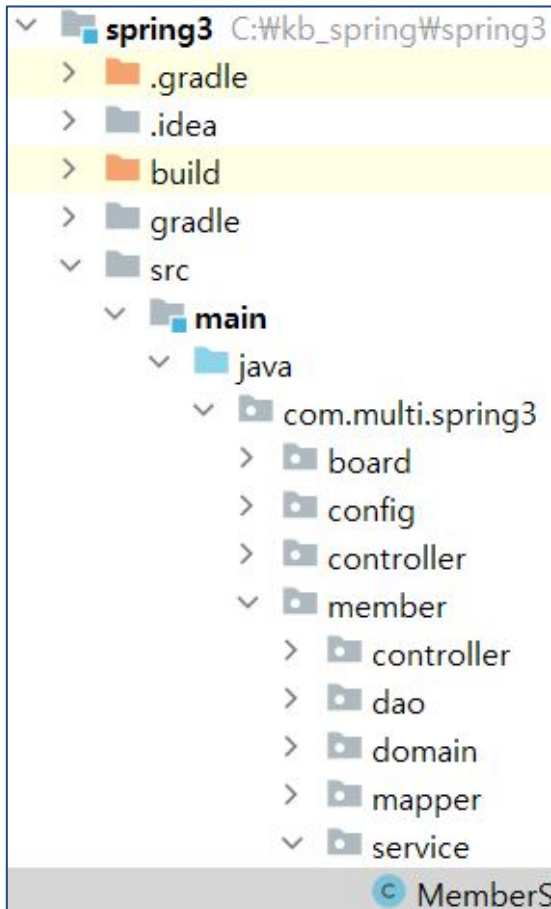 spring3 C:₩kb_spring₩spring3
.gradle
.idea
build
gradle
src
main
java
com.multi.spring3
board
config
controller
member
controller
dao
domain
mapper
service
C MemberS